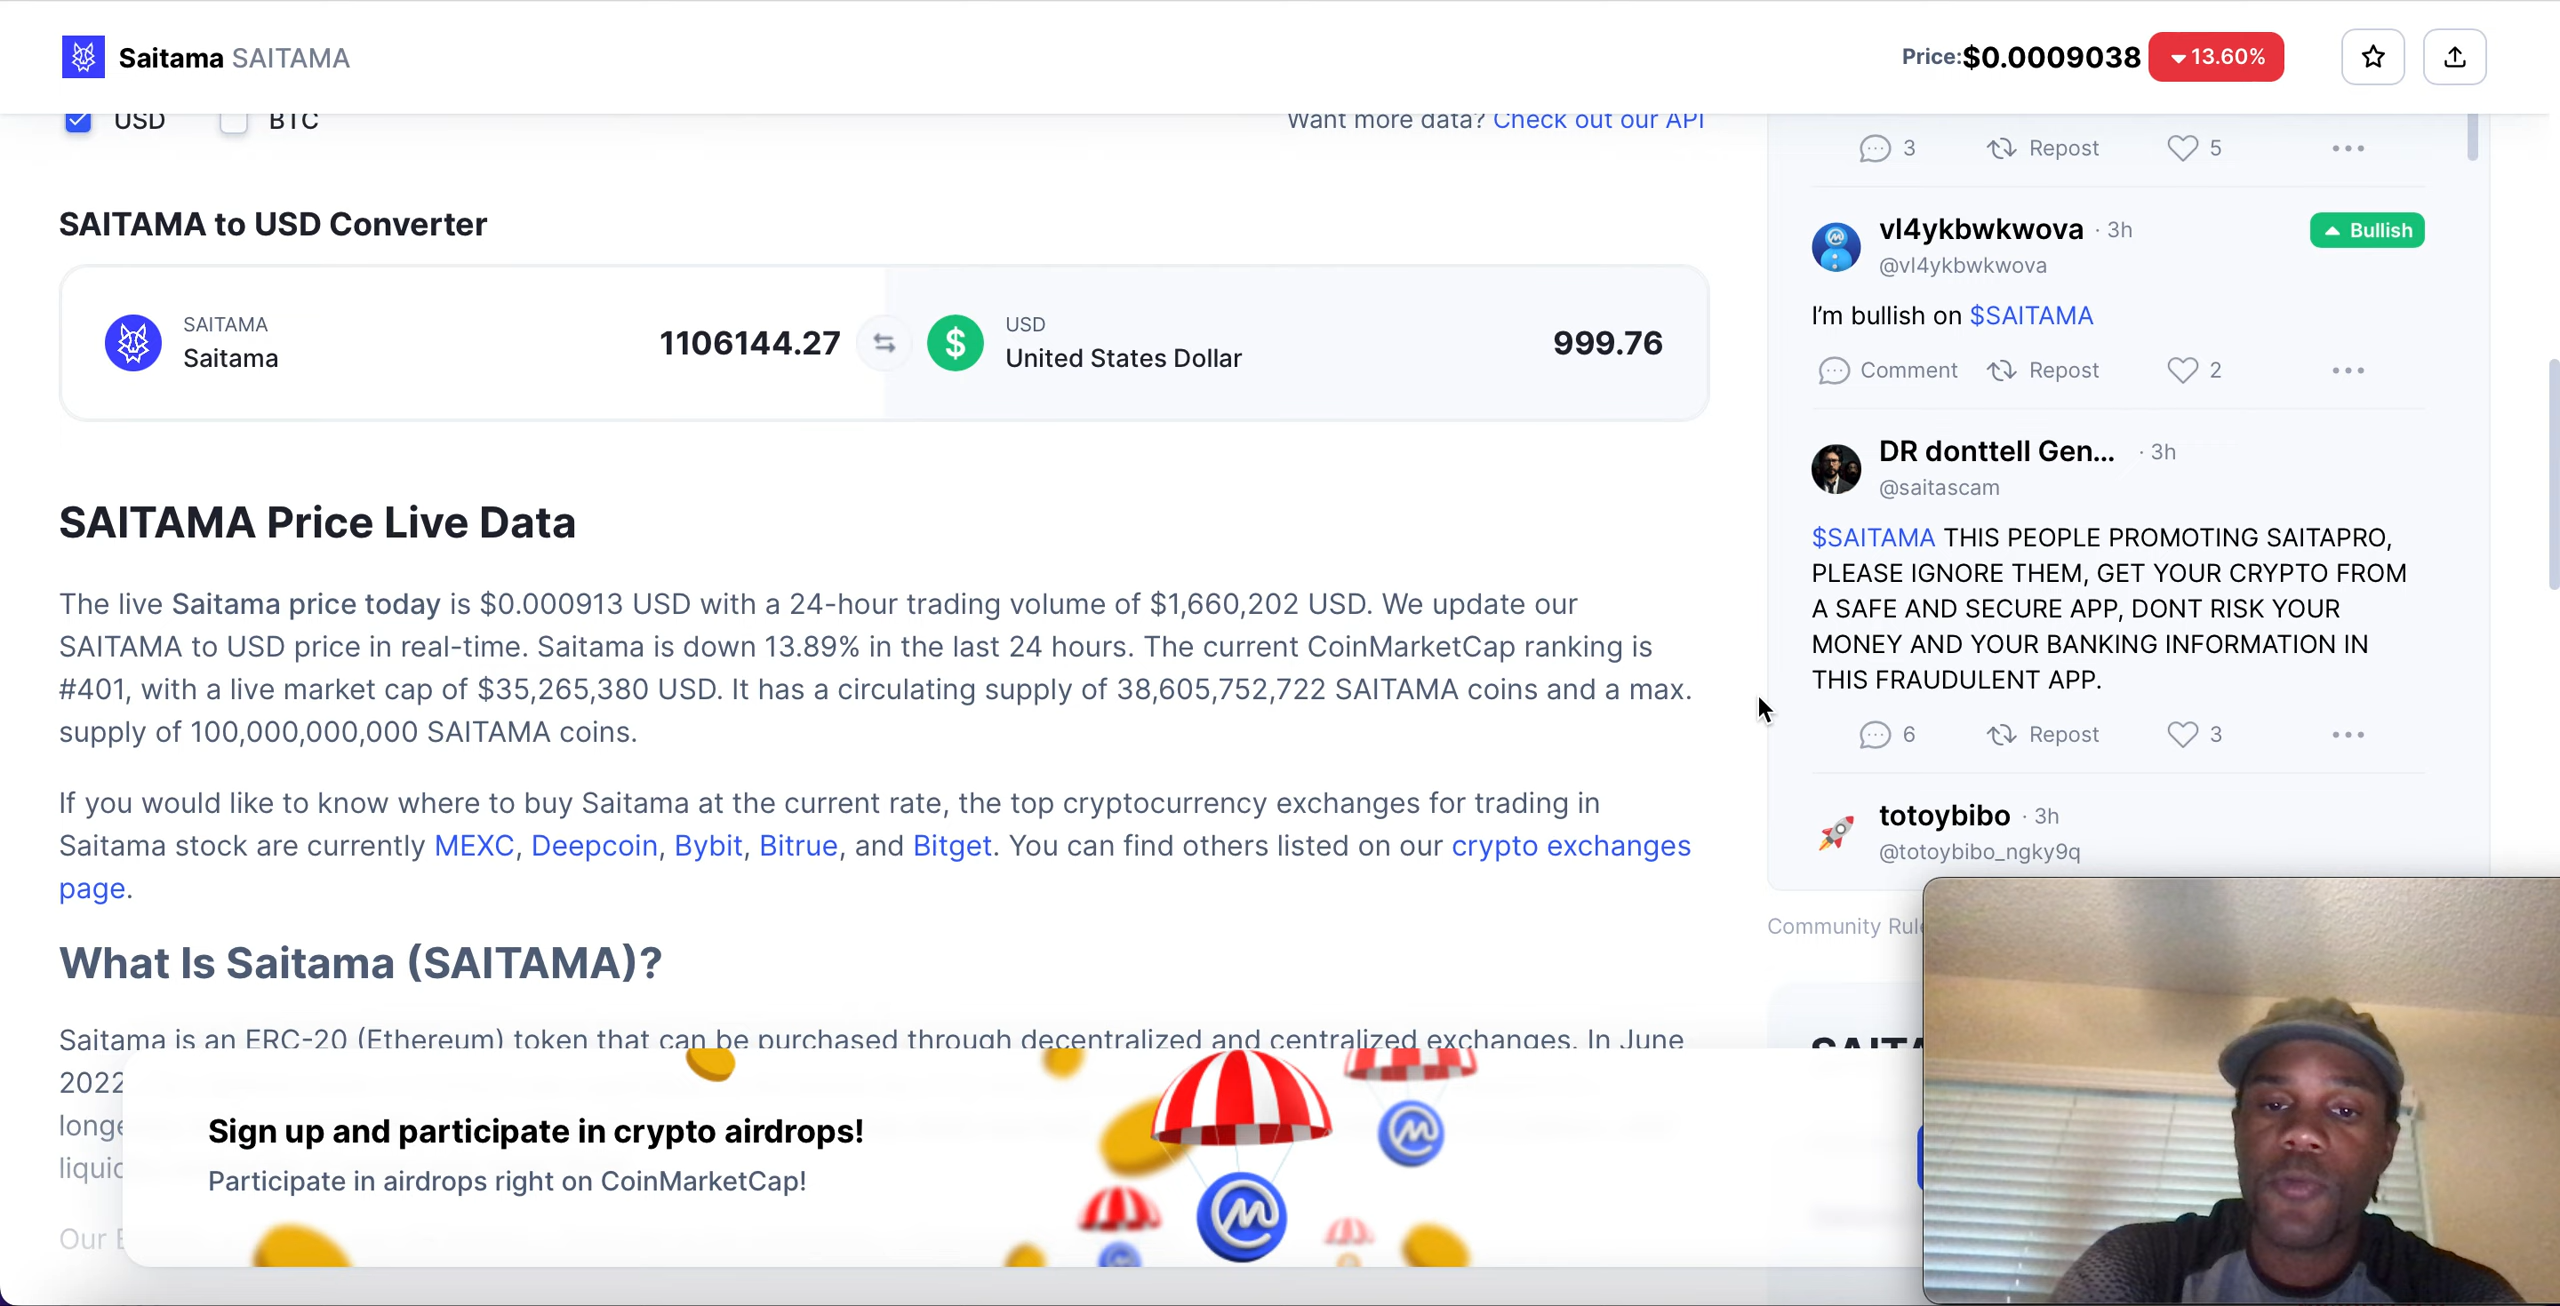 Saitama SAITAMA
Price:$0.0009038 13.60%
USD BTC
Want more data? Check out our API
SAITAMA to USD Converter
SAITAMA
Saitama
1106144.27
$
USD
United States Dollar
999.76
SAITAMA Price Live Data
The live Saitama price today is $0.000913 USD with a 24-hour trading volume of $1,660,202 USD. We update our
SAITAMA to USD price in real-time. Saitama is down 13.89% in the last 24 hours. The current CoinMarketCap ranking is
#401, with a live market cap of $35,265,380 USD. It has a circulating supply of 38,605,752,722 SAITAMA coins and a max.
supply of 100,000,000,000 SAITAMA coins.
If you would like to know where to buy Saitama at the current rate, the top cryptocurrency exchanges for trading in
Saitama stock are currently MEXC, Deepcoin, Bybit, Bitrue, and Bitget. You can find others listed on our crypto exchanges
page.
What Is Saitama (SAITAMA)?
Saitama is an ERC-20 (Ethereum) token that can be purchased through decentralized and centralized exchanges. In June
2022
longe
liquid
Our
Sign up and participate in crypto airdrops!
Participate in airdrops right on CoinMarketCap!
3 Repost 5
vl4ykbwkwova · 3h
Bullish
@vl4ykbwkwova
I'm bullish on $SAITAMA
Comment Repost 2
DR donttell Gen... · 3h
@saitascam
$SAITAMA THIS PEOPLE PROMOTING SAITAPRO,
PLEASE IGNORE THEM, GET YOUR CRYPTO FROM
A SAFE AND SECURE APP, DONT RISK YOUR
MONEY AND YOUR BANKING INFORMATION IN
THIS FRAUDULENT APP.
6 Repost 3
totoybibo · 3h
@totoybibo_ngky9q
Community Rul
SAITA